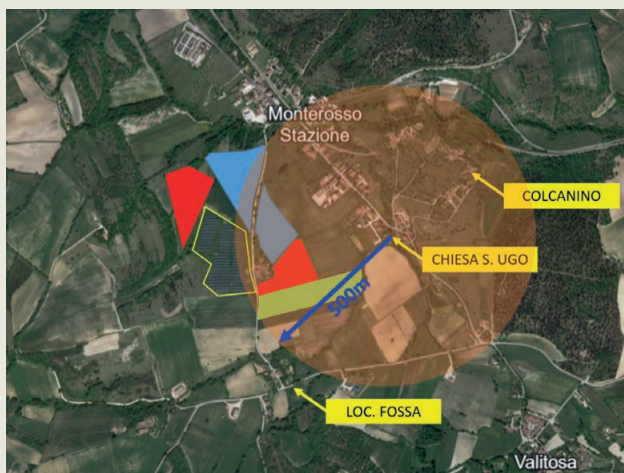 Monterosso
Stazione
COLCANINO
CHIESA S. UGO
500m
LOC. FOSSA
Valitosa